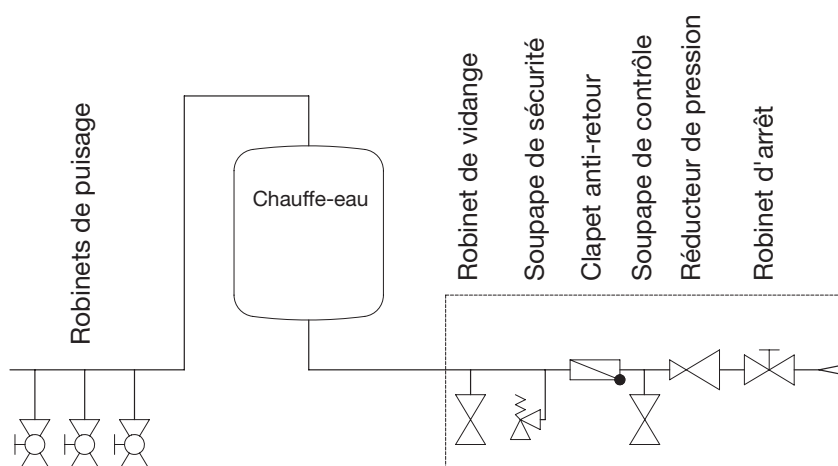 Robinets de puisage
Chauffe-eau
Robinet de vidange
Soupape de sécurité
Clapet anti-retour
Soupape de contrôle
Réducteur de pression
Robinet d'arrêt